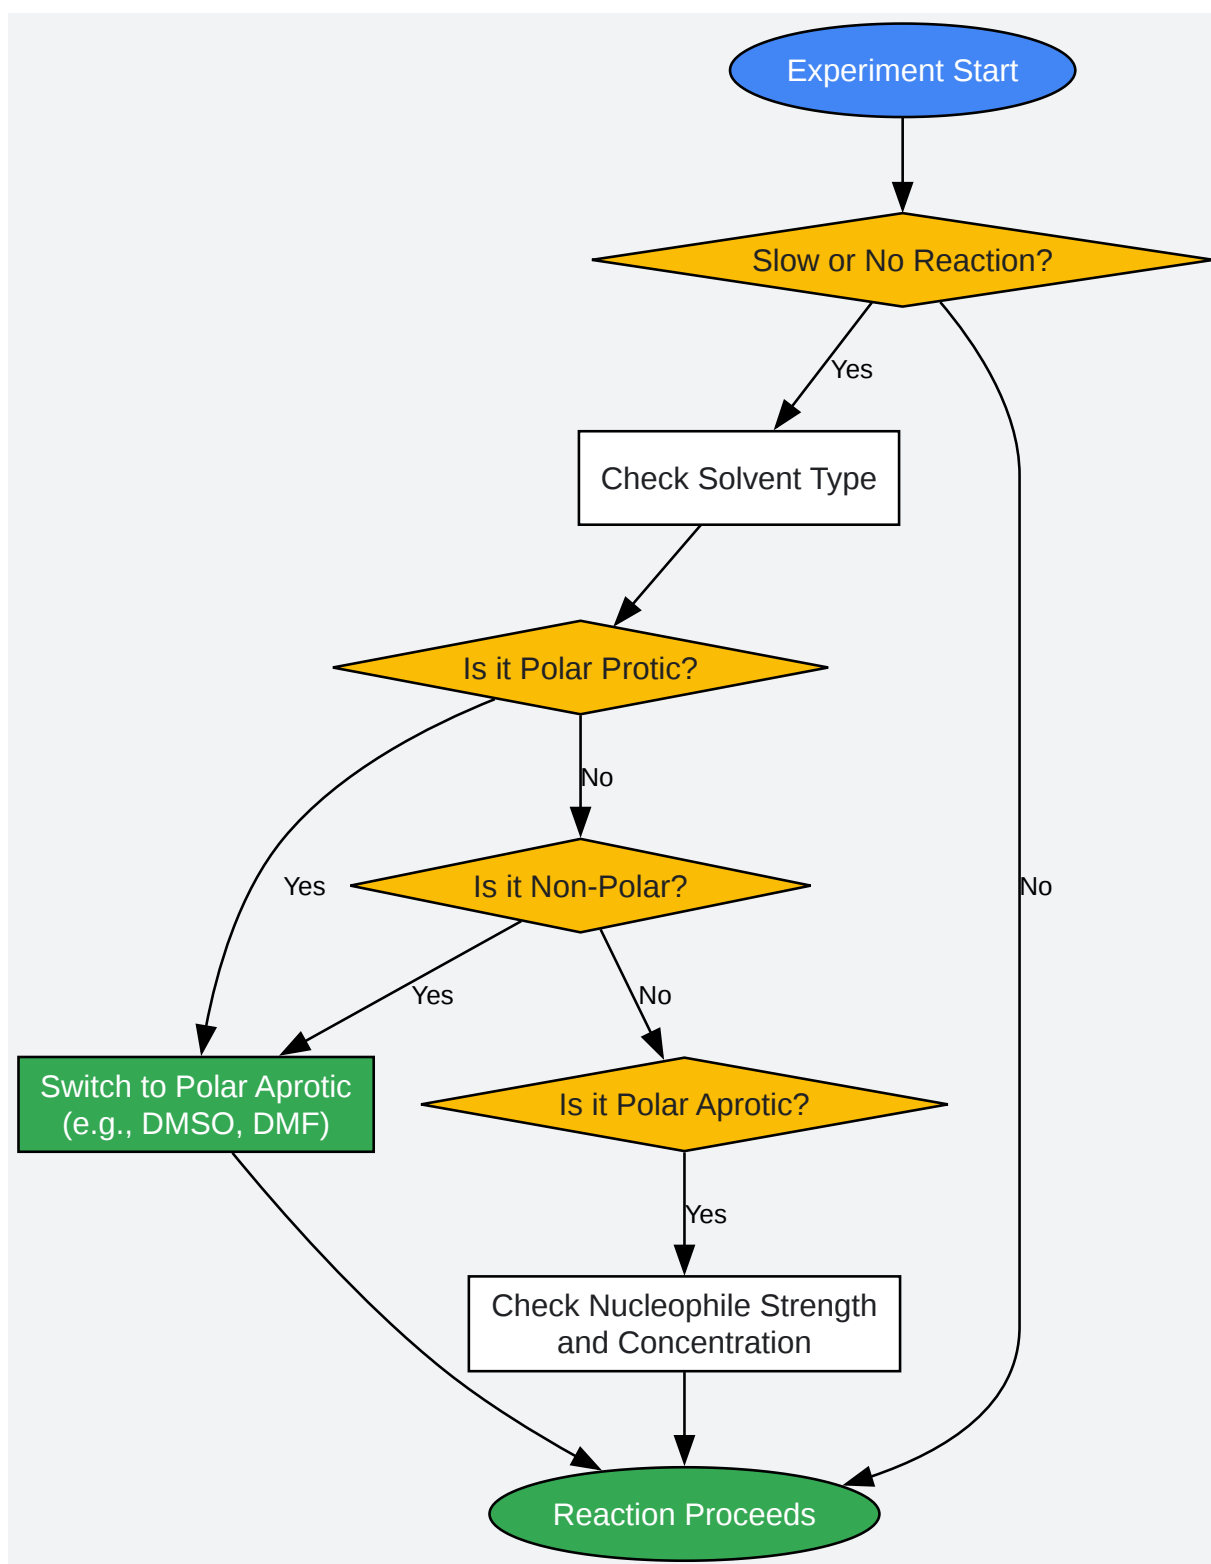 Experiment Start
Slow or No Reaction?
Yes
Check Solvent Type
Is it Polar Protic?
No
Yes
Is it Non-Polar?
No
Yes
No
Switch to Polar Aprotic
(e.g., DMSO, DMF)
Is it Polar Aprotic?
Yes
Check Nucleophile Strength
and Concentration
Reaction Proceeds